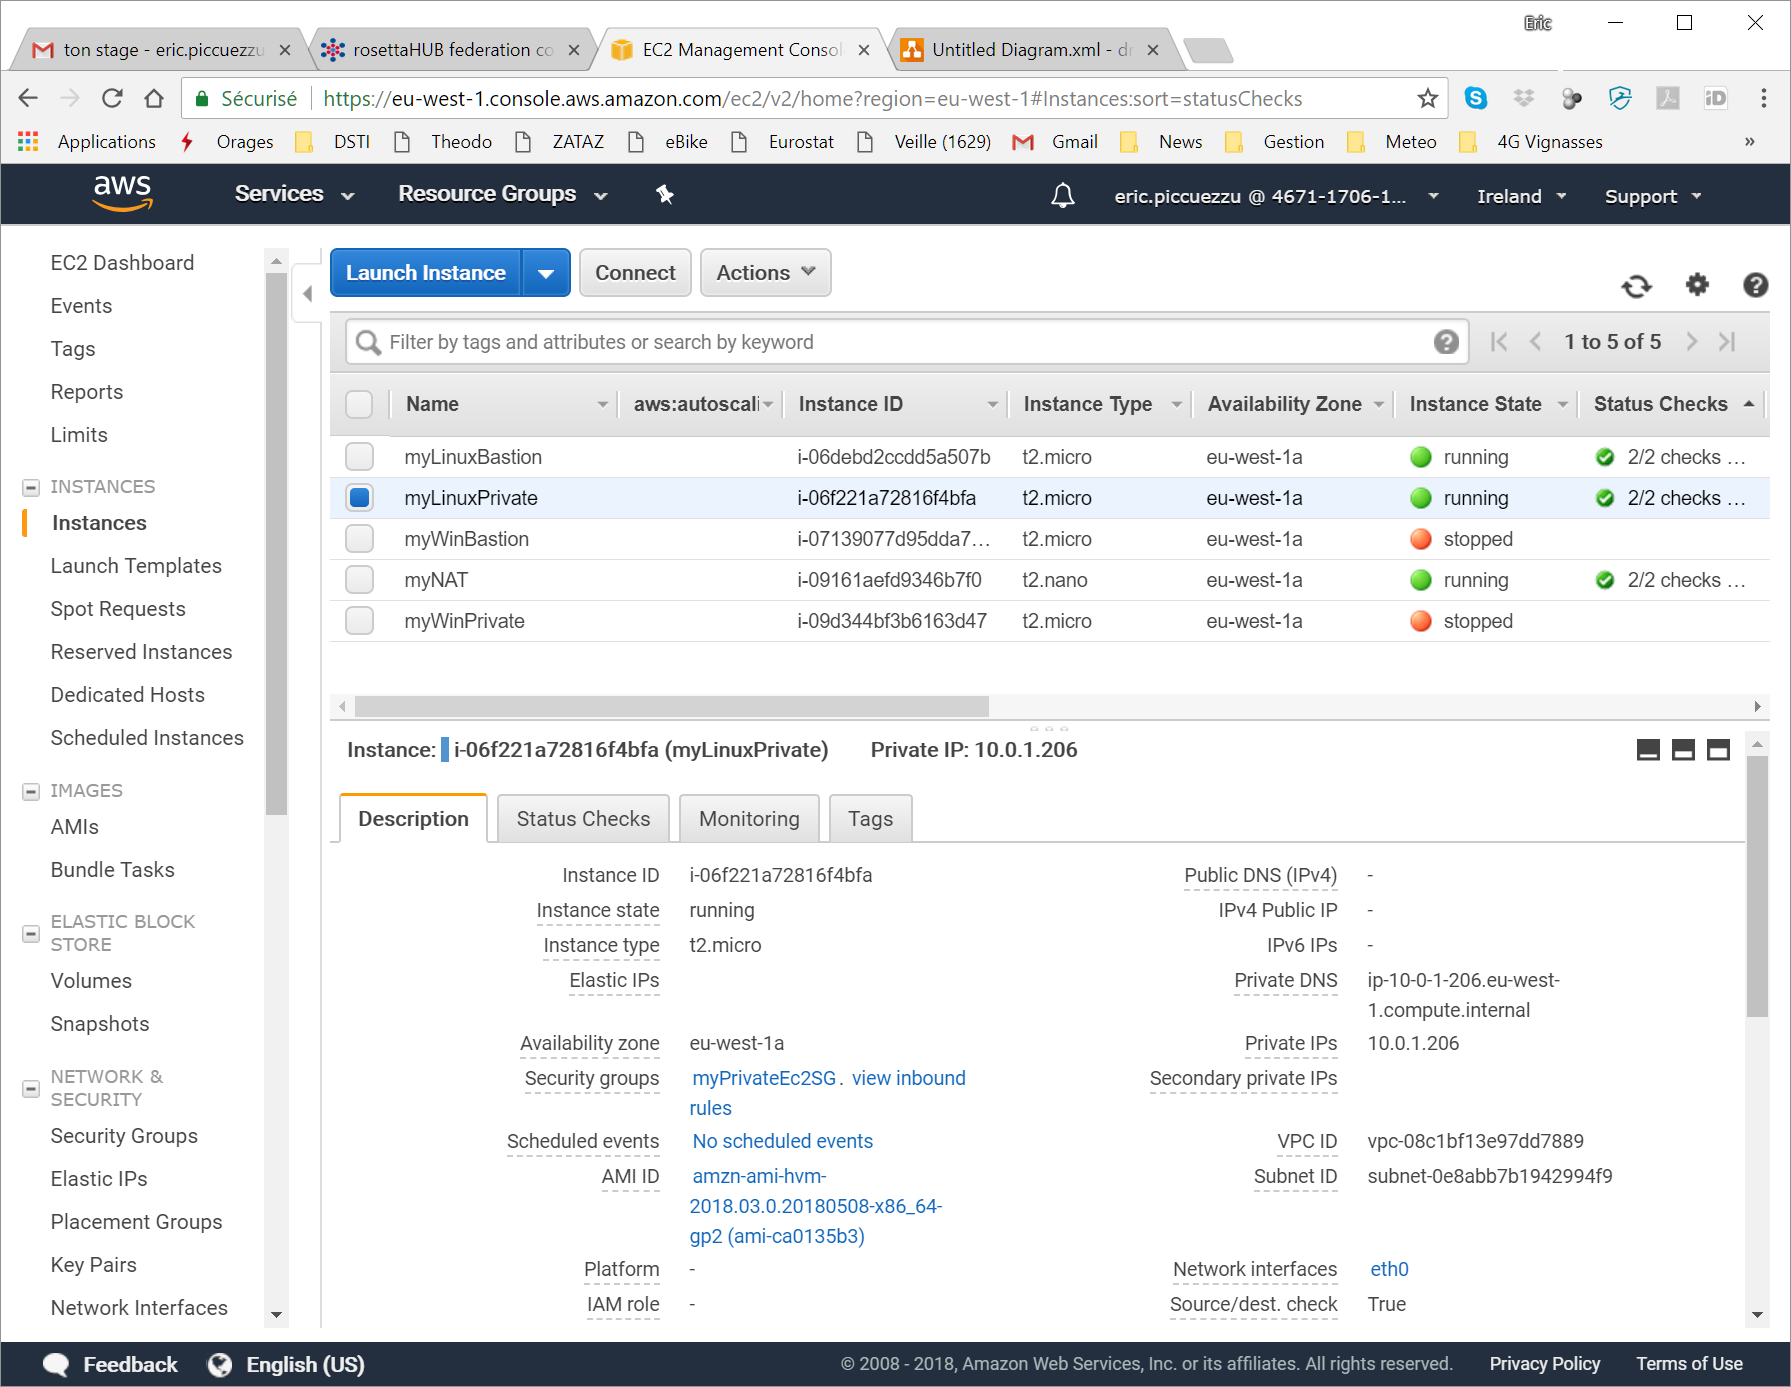 Eric
ton stage - eric.piccuezzu
rosettaHUB federation co
EC2 Management Consol
Untitled Diagram.xml - dr
Sécurisé
https://eu-west-1.console.aws.amazon.com/ec2/v2/home?region=eu-west-1#Instances:sort=statusChecks
Applications
Orages
DSTI
Theodo
ZATAZ
eBike
Eurostat
Veille (1629)
Gmail
News
Gestion
Meteo
4G Vignasses
»
aws
Services
Resource Groups
eric.piccuezzu @ 4671-1706-1...
Ireland
Support
EC2 Dashboard
Events
Tags
Reports
Limits
INSTANCES
Instances
Launch Templates
Spot Requests
Reserved Instances
Dedicated Hosts
Scheduled Instances
IMAGES
AMIs
Bundle Tasks
ELASTIC BLOCK
STORE
Volumes
Snapshots
NETWORK &
SECURITY
Security Groups
Elastic IPs
Placement Groups
Key Pairs
Network Interfaces
Launch Instance
Connect
Actions
Filter by tags and attributes or search by keyword
1 to 5 of 5
Name aws:autoscali Instance ID Instance Type Availability Zone Instance State Status Checks
myLinuxBastion i-06debd2ccdd5a507b t2.micro eu-west-1a running 2/2 checks ...
myLinuxPrivate i-06f221a72816f4bfa t2.micro eu-west-1a running 2/2 checks ...
myWinBastion i-07139077d95dda7... t2.micro eu-west-1a stopped
myNAT i-09161aefd9346b7f0 t2.nano eu-west-1a running 2/2 checks ...
myWinPrivate i-09d344bf3b6163d47 t2.micro eu-west-1a stopped
Instance: i-06f221a72816f4bfa (myLinuxPrivate) Private IP: 10.0.1.206
Description
Status Checks
Monitoring
Tags
Instance ID i-06f221a72816f4bfa
Instance state running
Instance type t2.micro
Elastic IPs
Availability zone eu-west-1a
Security groups myPrivateEc2SG. view inbound
rules
Scheduled events No scheduled events
AMI ID amzn-ami-hvm-
2018.03.0.20180508-x86_64-
gp2 (ami-ca0135b3)
Platform -
IAM role -
Public DNS (IPv4) -
IPv4 Public IP -
IPv6 IPs -
Private DNS ip-10-0-1-206.eu-west-
1.compute.internal
Private IPs 10.0.1.206
Secondary private IPs
VPC ID vpc-08c1bf13e97dd7889
Subnet ID subnet-0e8abb7b1942994f9
Network interfaces eth0
Source/dest. check True
Feedback
English (US)
© 2008 - 2018, Amazon Web Services, Inc. or its affiliates. All rights reserved.
Privacy Policy
Terms of Use